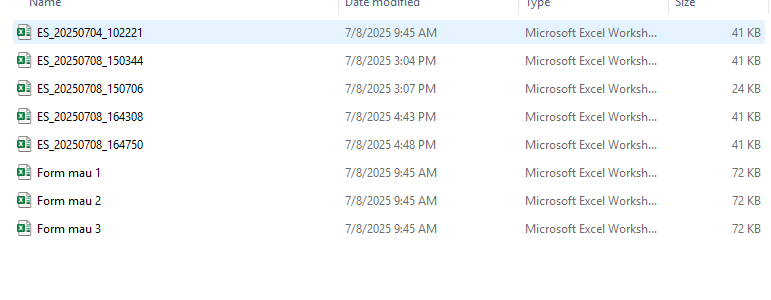 Name Date modified Type Size
ES_20250704_102221 7/8/2025 9:45 AM Microsoft Excel Worksh... 41 KB
ES_20250708_150344 7/8/2025 3:04 PM Microsoft Excel Worksh... 41 KB
ES_20250708_150706 7/8/2025 3:07 PM Microsoft Excel Worksh... 24 KB
ES_20250708_164308 7/8/2025 4:43 PM Microsoft Excel Worksh... 41 KB
ES_20250708_164750 7/8/2025 4:48 PM Microsoft Excel Worksh... 41 KB
Form mau 1 7/8/2025 9:45 AM Microsoft Excel Worksh... 72 KB
Form mau 2 7/8/2025 9:45 AM Microsoft Excel Worksh... 72 KB
Form mau 3 7/8/2025 9:45 AM Microsoft Excel Worksh... 72 KB